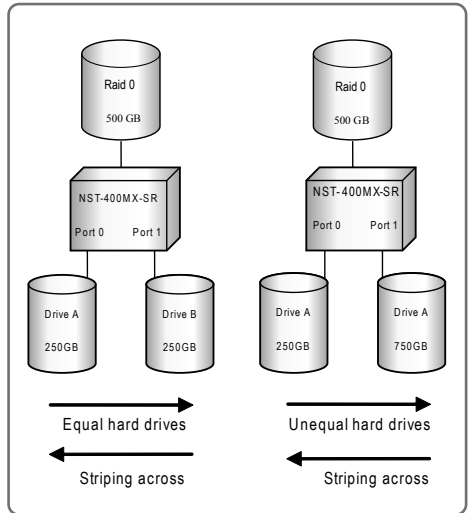 Raid 0
500 GB
NST-400MX-SR
Port 0 Port 1
Drive A
250GB
Drive B
250GB
Equal hard drives
Striping across
Raid 0
500 GB
NST-400MX-SR
Port 0 Port 1
Drive A
250GB
Drive A
750GB
Unequal hard drives
Striping across